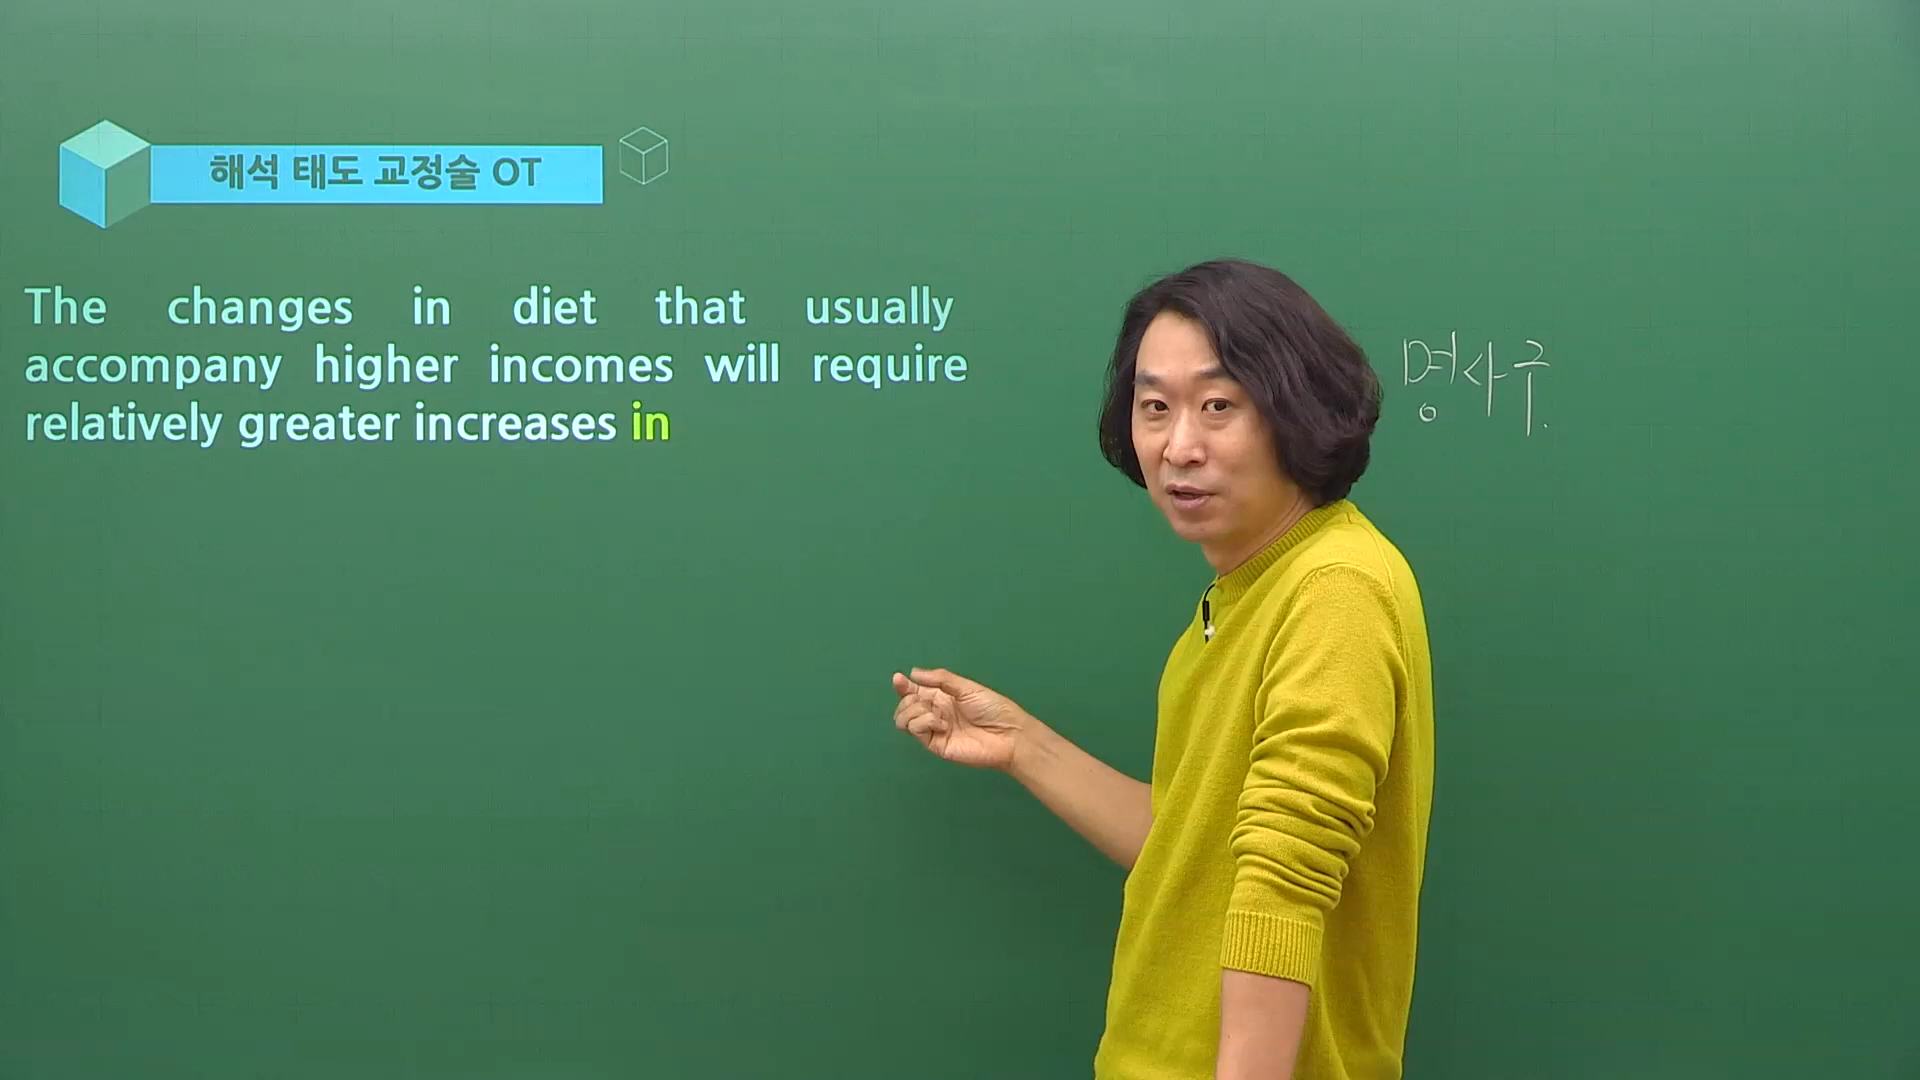 해석 태도 교정술 OT
The changes in diet that usually
accompany higher incomes will require
relatively greater increases in
명사구.